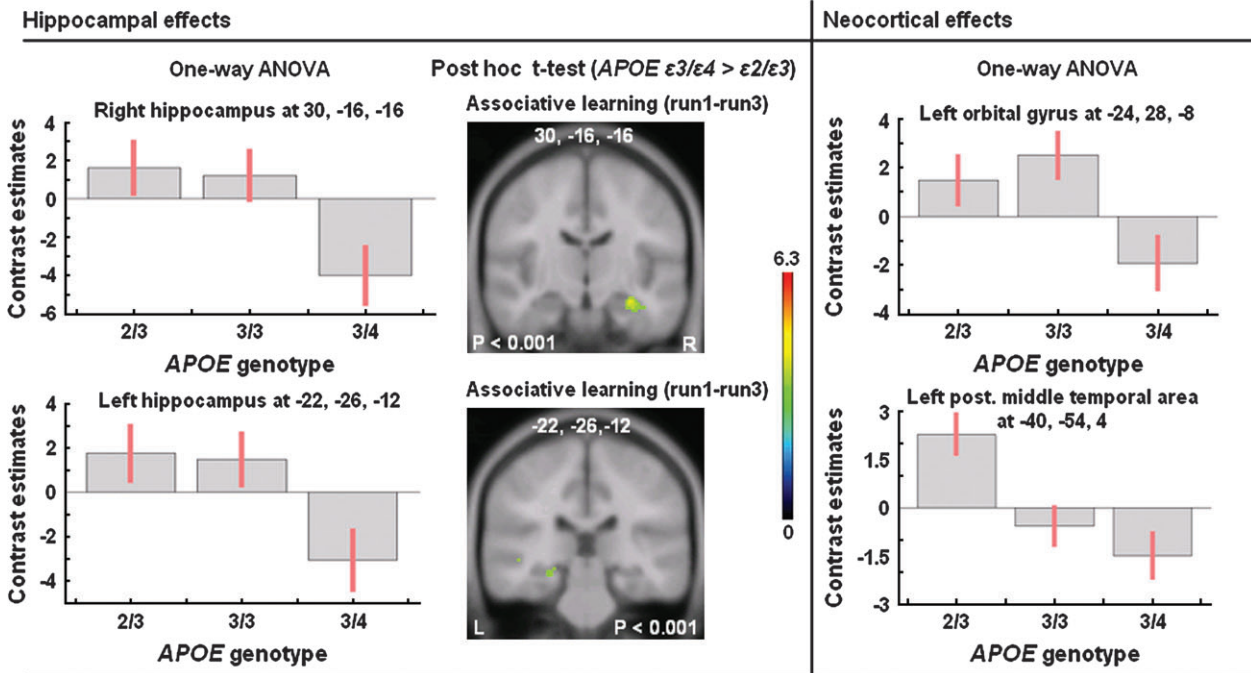 Hippocampal effects
One-way ANOVA
Post hoc t-test (APOE ε3/ε4 > ε2/ε3)
Right hippocampus at 30, -16, -16
Contrast estimates
4
2
0
-2
-4
-6
2/3 3/3 3/4
APOE genotype
Associative learning (run1-run3)
30, -16, -16
P < 0.001 R
Left hippocampus at -22, -26, -12
Contrast estimates
4
2
0
-2
-4
2/3 3/3 3/4
APOE genotype
Associative learning (run1-run3)
-22, -26, -12
L P < 0.001
6.3
0
Neocortical effects
One-way ANOVA
Left orbital gyrus at -24, 28, -8
Contrast estimates
4
2
0
-2
-4
2/3 3/3 3/4
APOE genotype
Left post. middle temporal area
at -40, -54, 4
Contrast estimates
3
1.5
0
-1.5
-3
2/3 3/3 3/4
APOE genotype